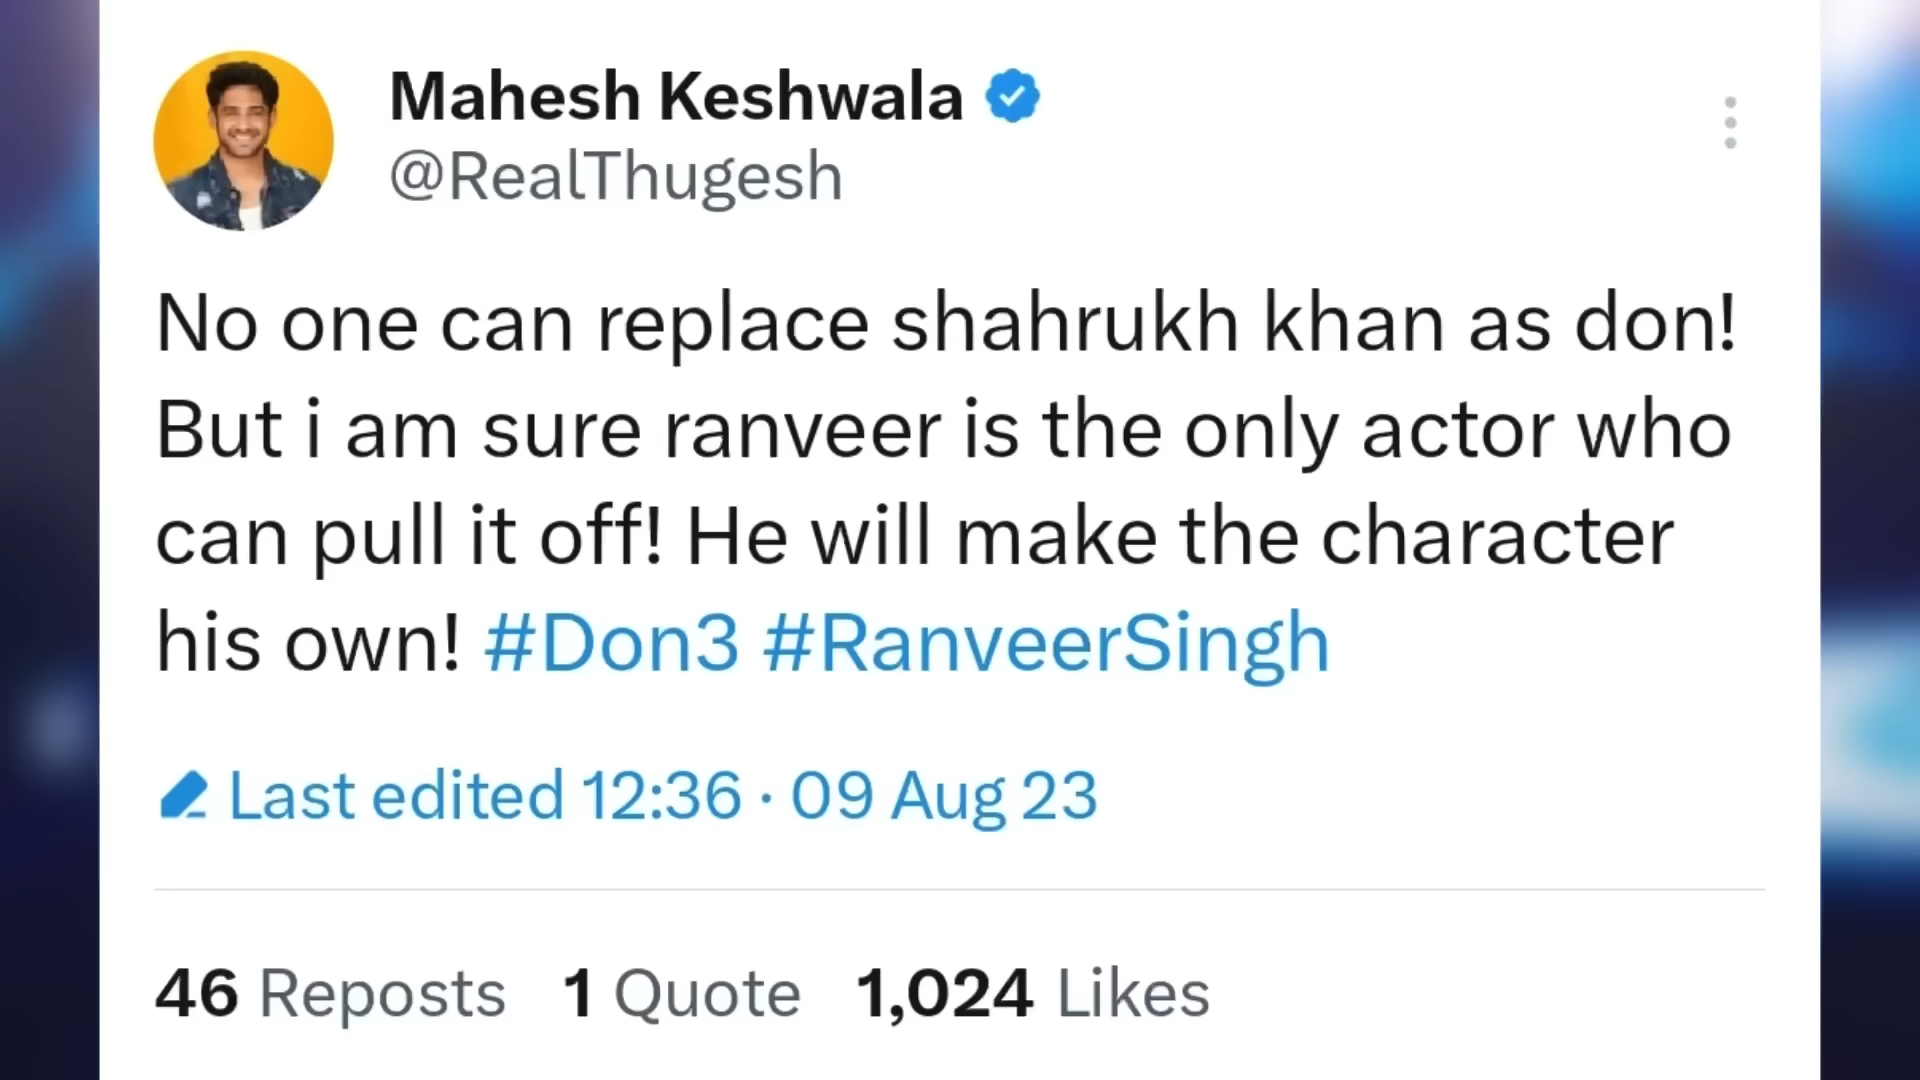 Mahesh Keshwala
@RealThugesh
No one can replace shahrukh khan as don!
But i am sure ranveer is the only actor who
can pull it off! He will make the character
his own! #Don3 #RanveerSingh
Last edited 12:36 · 09 Aug 23
46 Reposts 1 Quote 1,024 Likes